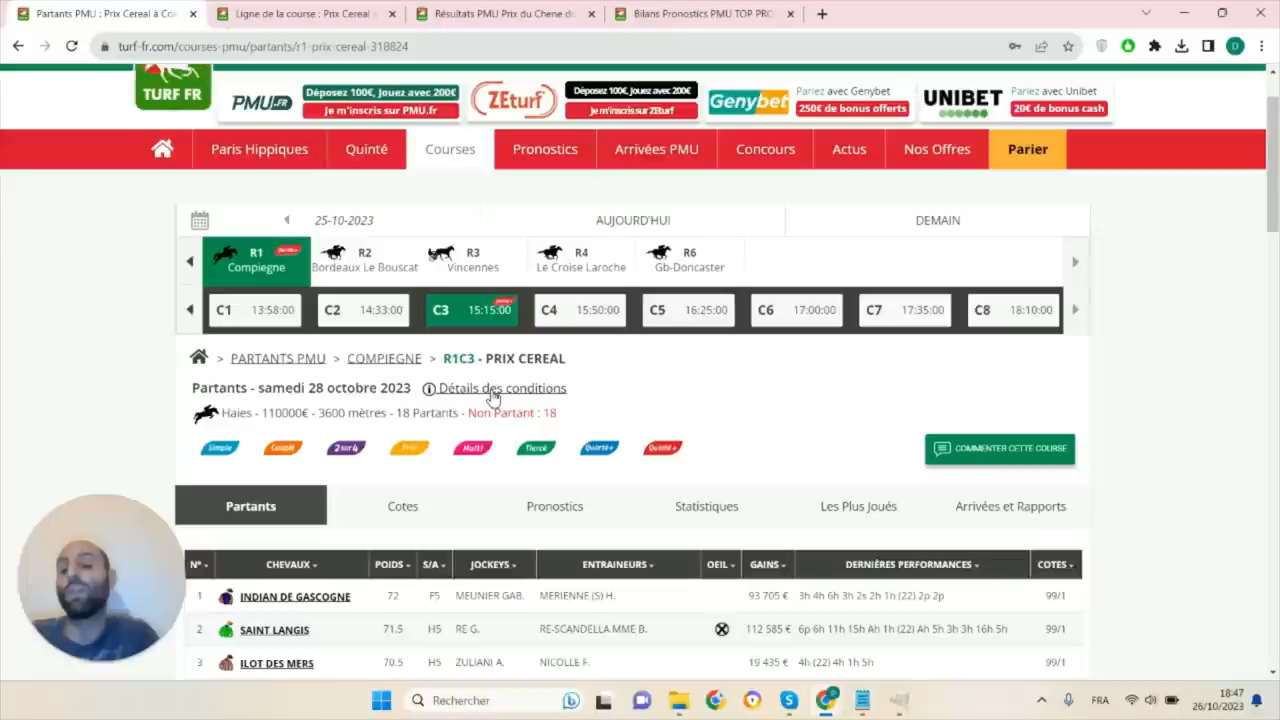 Partants PMU : Prix Cereal à Co
Ligne de la course : Prix Cereal à
Résultats PMU Prix du Chene du
Bilans Pronostics PMU TOP PRO
turf-fr.com/courses-pmu/partants/r1-prix-cereal-318824
D
TURF FR
PMU.FR
Déposez 100€, Jouez avec 200€
Je m'inscris sur PMU.fr
ZEturf
Déposez 100€, Jouez avec 200€
Je m'inscris sur ZEturf
Genybet
Pariez avec Genybet
250€ de bonus offerts
UNIBET
Pariez avec Unibet
20€ de bonus cash
Paris Hippiques
Quinté
Courses
Pronostics
Arrivées PMU
Concours
Actus
Nos Offres
Parier
25-10-2023
AUJOURD'HUI
DEMAIN
R1
Compiegne
R2
Bordeaux Le Bouscat
R3
Vincennes
R4
Le Croise Laroche
R6
Gb-Doncaster
C1 13:58:00
C2 14:33:00
C3 15:15:00
C4 15:50:00
C5 16:25:00
C6 17:00:00
C7 17:35:00
C8 18:10:00
> PARTANTS PMU > COMPIEGNE > R1C3 - PRIX CEREAL
Partants - samedi 28 octobre 2023 Détails des conditions
Haies - 110000€ - 3600 mètres - 18 Partants - Non Partant : 18
Simple
Couplé
2 sur 4
Trio
Multi
Tiercé
Quarté+
Quinté+
COMMENTER CETTE COURSE
Partants
Cotes
Pronostics
Statistiques
Les Plus Joués
Arrivées et Rapports
N° CHEVAUX POIDS S/A JOCKEYS ENTRAINEURS OEIL GAINS DERNIÈRES PERFORMANCES COTES
1 INDIAN DE GASCOGNE 72 F5 MEUNIER GAB. MERIENNE (S) H. 93 705 € 3h 4h 6h 3h 2s 2h 1h (22) 2p 2p 99/1
2 SAINT LANGIS 71.5 H5 RE G. RE-SCANDELLA MME B. 112 585 € 6p 6h 11h 15h Ah 1h (22) Ah 5h 3h 3h 16h 5h 99/1
3 ILOT DES MERS 70.5 H5 ZULIANI A. NICOLLE F. 19 435 € 4h (22) 4h 1h 5h 99/1
Rechercher
FRA
18:47
26/10/2023